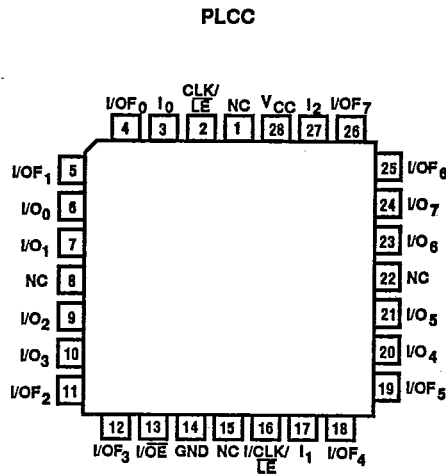 PLCC
CLK/
I/OF0 I0 LE NC VCC I2 I/OF7
4 3 2 1 28 27 26
I/OF1 5 25 I/OF6
I/O0 6 24 I/O7
I/O1 7 23 I/O6
NC 8 22 NC
I/O2 9 21 I/O5
I/O3 10 20 I/O4
I/OF2 11 19 I/OF5
12 13 14 15 16 17 18
I/OF3 I/OE GND NC I/CLK/ I1 I/OF4
LE